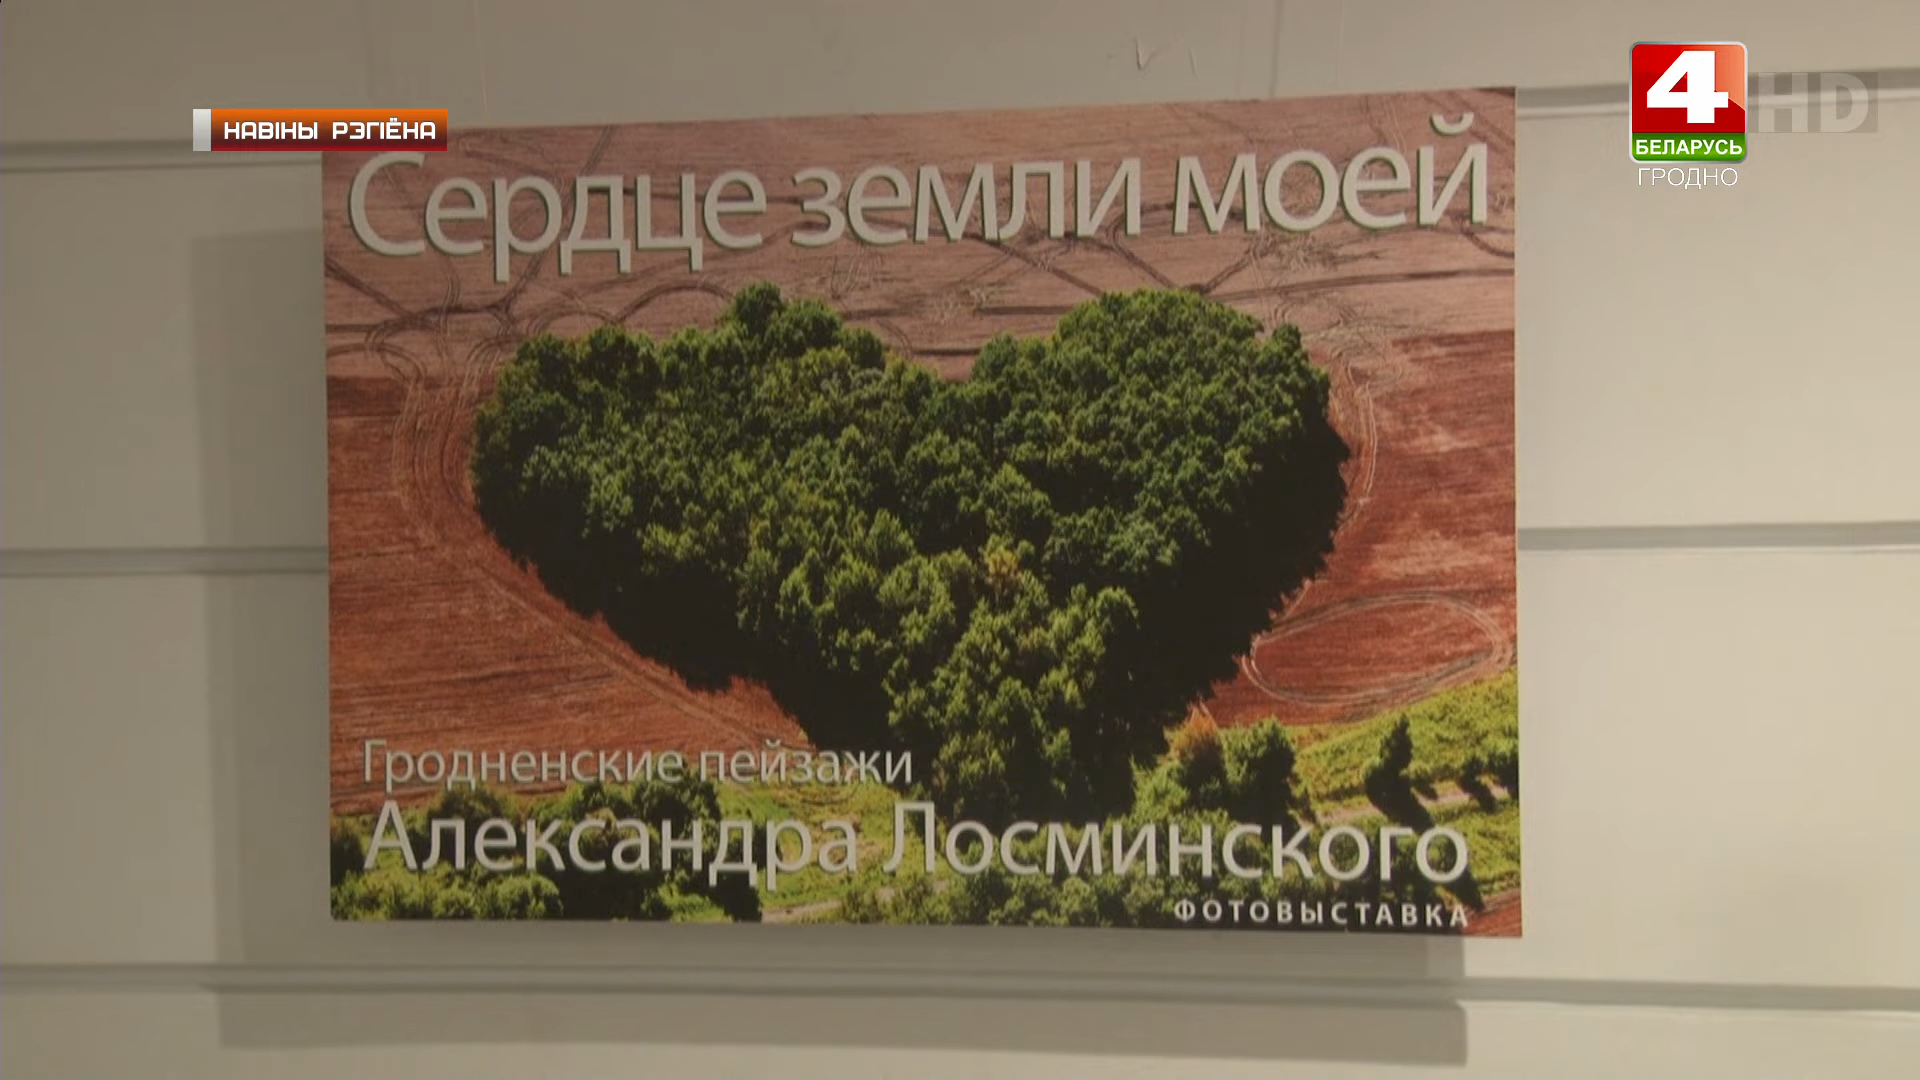 НАВІНЫ РЭГІЁНА
4 HD
БЕЛАРУСЬ
ГРОДНО
Сердце земли моей
Гродненские пейзажи
Александра Лосминского
ФОТОВЫСТАВКА